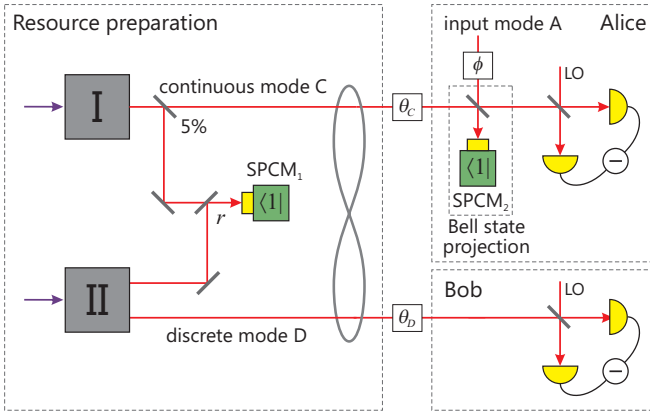 Resource preparation
I
continuous mode C
5%
SPCM₁
⟨1|
r
II
discrete mode D
θ_C
θ_D
input mode A
Alice
ϕ
LO
⟨1|
SPCM₂
Bell state
projection
−
Bob
LO
−